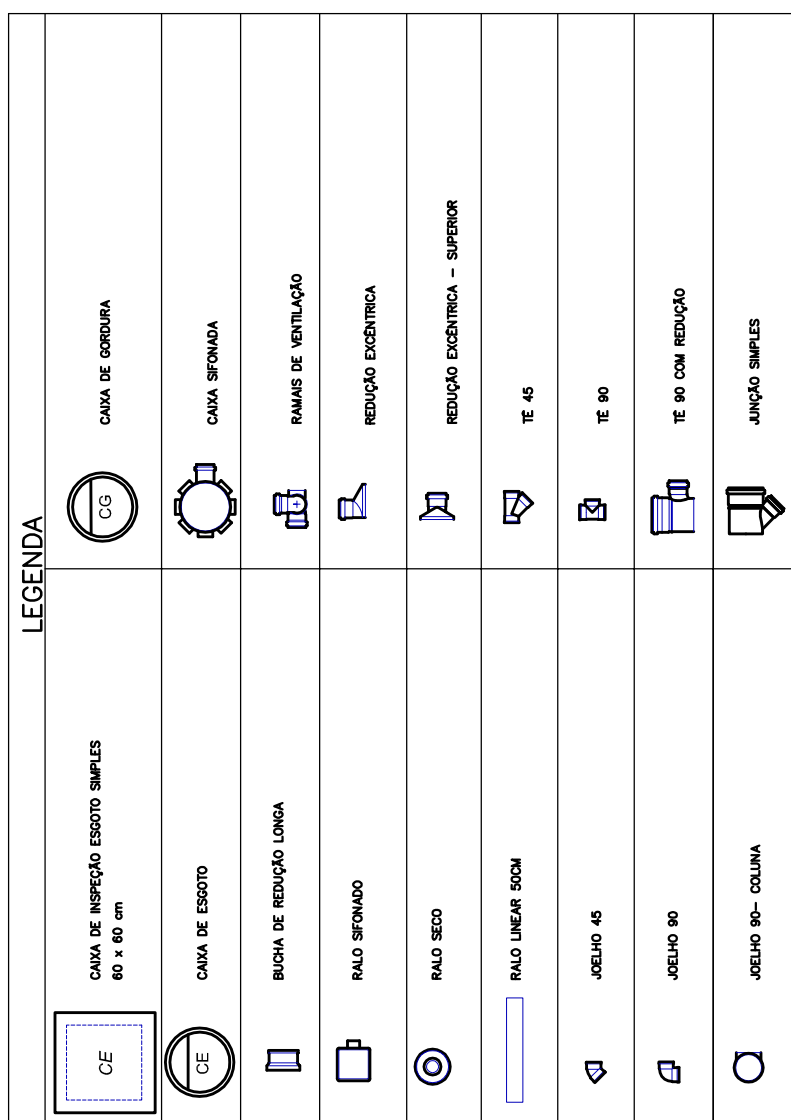 LEGENDA
CE
CAIXA DE INSPEÇÃO ESGOTO SIMPLES
60 x 60 cm
CG
CAIXA DE GORDURA
CE
CAIXA DE ESGOTO
CAIXA SIFONADA
BUCHA DE REDUÇÃO LONGA
RAMAIS DE VENTILAÇÃO
RALO SIFONADO
REDUÇÃO EXCÊNTRICA
RALO SECO
REDUÇÃO EXCÊNTRICA – SUPERIOR
RALO LINEAR 50CM
TÊ 45
JOELHO 45
TÊ 90
JOELHO 90
TÊ 90 COM REDUÇÃO
JOELHO 90– COLUNA
JUNÇÃO SIMPLES